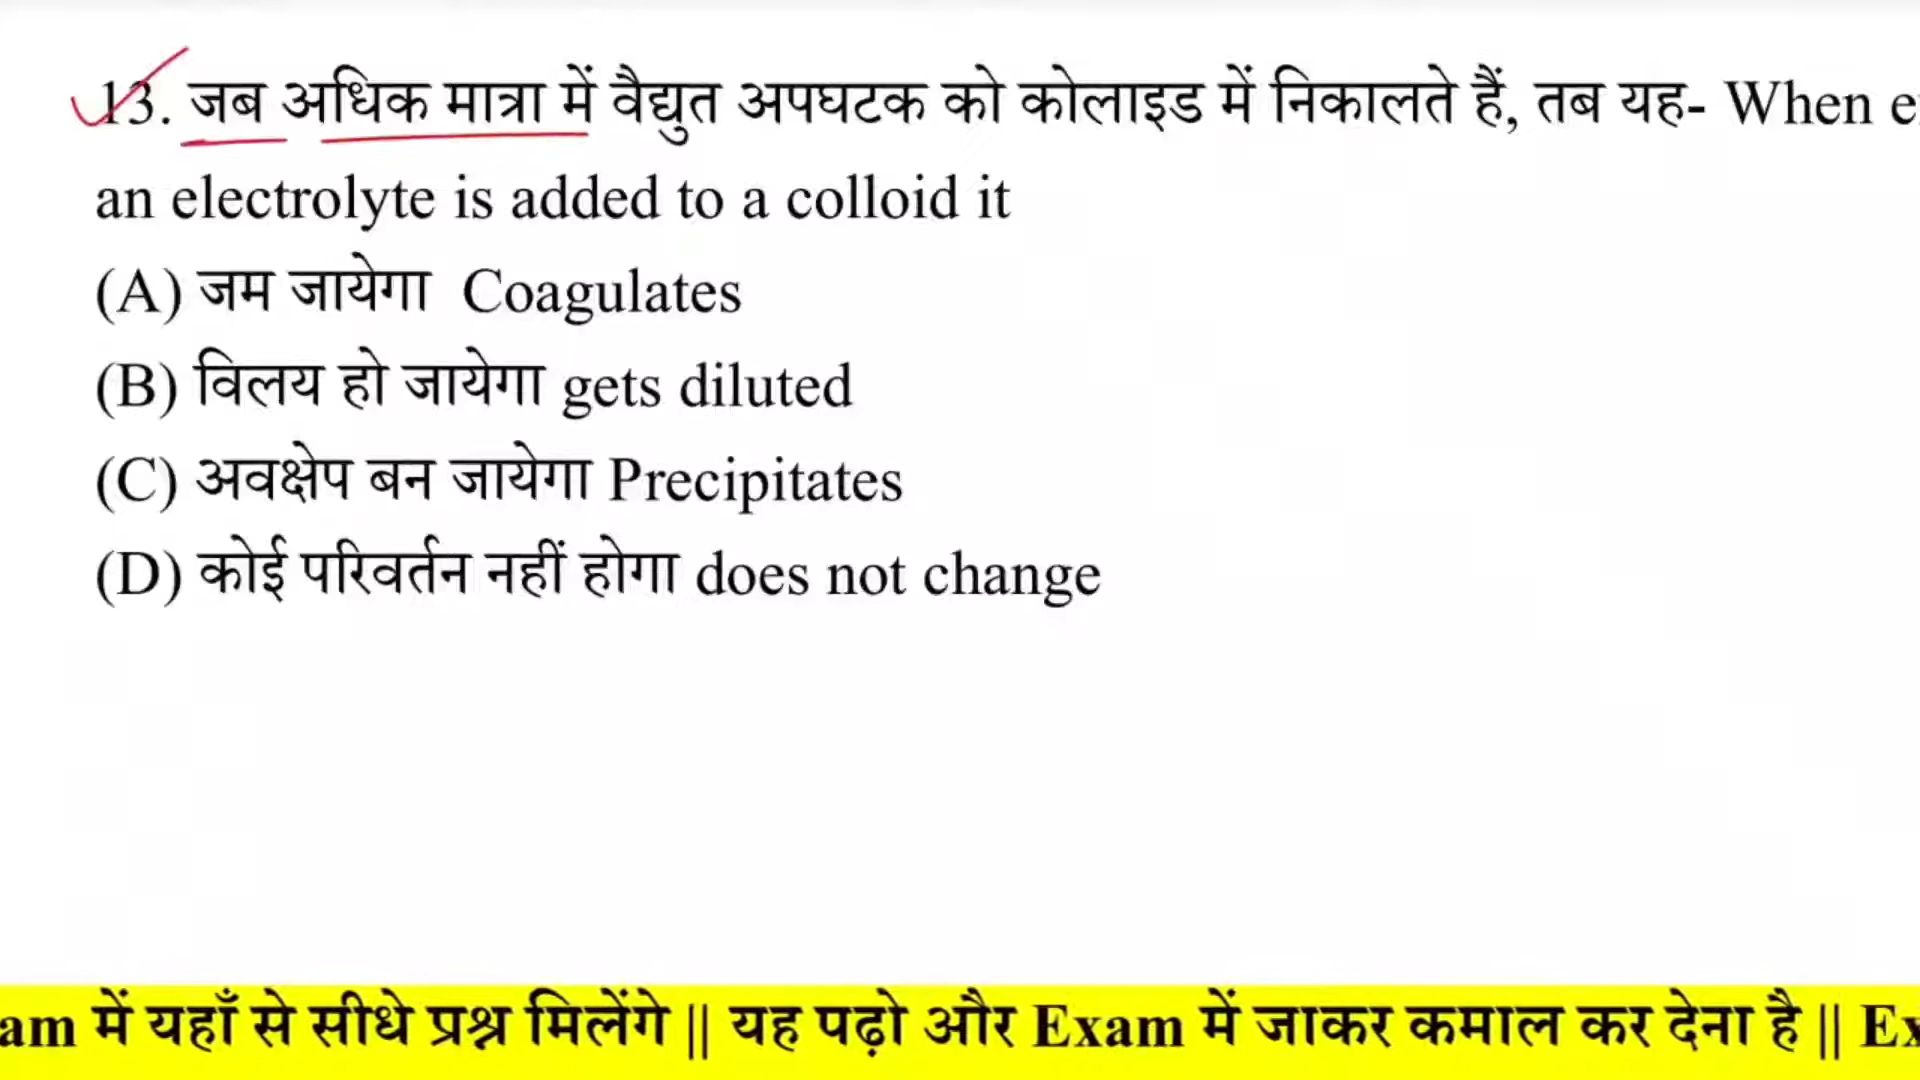 13. जब अधिक मात्रा में वैद्युत अपघटक को कोलाइड में निकालते हैं, तब यह- When
an electrolyte is added to a colloid it
(A) जम जायेगा Coagulates
(B) विलय हो जायेगा gets diluted
(C) अवक्षेप बन जायेगा Precipitates
(D) कोई परिवर्तन नहीं होगा does not change
am में यहाँ से सीधे प्रश्न मिलेंगे || यह पढ़ो और Exam में जाकर कमाल कर देना है || Ex